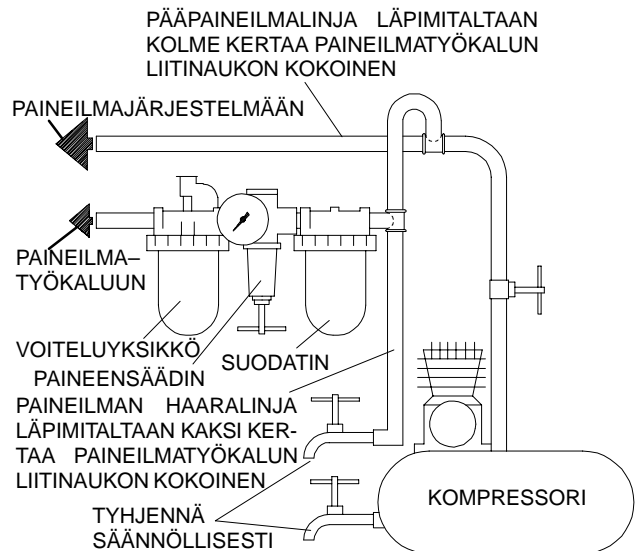 PÄÄPAINEILMALINJA LÄPIMITALTAAN
KOLME KERTAA PAINEILMATYÖKALUN
LIITINAUKON KOKOINEN
PAINEILMAJÄRJESTELMÄÄN
PAINEILMA–
TYÖKALUUN
VOITELUYKSIKKÖ
SUODATIN
PAINEENSÄÄDIN
PAINEILMAN HAARALINJA
LÄPIMITALTAAN KAKSI KER-
TAA PAINEILMATYÖKALUN
LIITINAUKON KOKOINEN
KOMPRESSORI
TYHJENNÄ
SÄÄNNÖLLISESTI